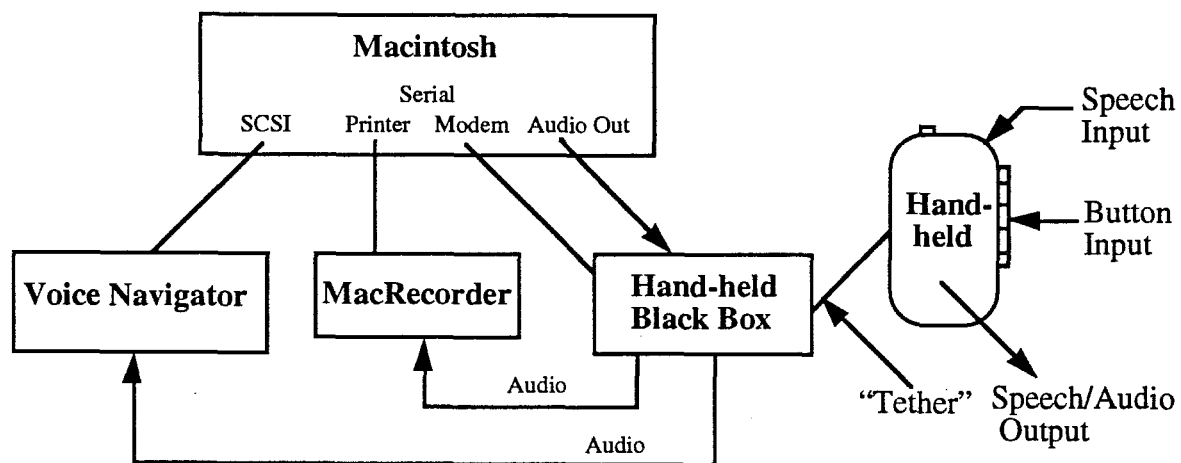 Macintosh
Serial
SCSI Printer Modem Audio Out
Speech
Input
Hand-
held
Button
Input
Voice Navigator
MacRecorder
Hand-held
Black Box
Audio
"Tether"
Speech/Audio
Output
Audio